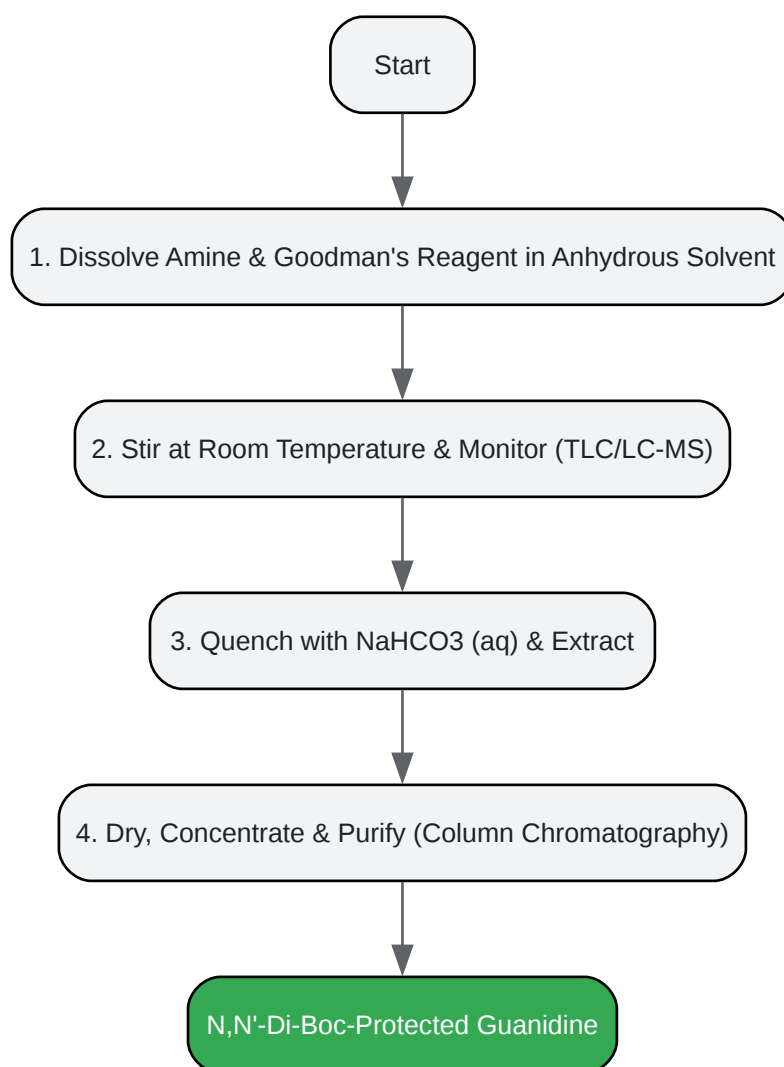 Start
1. Dissolve Amine & Goodman's Reagent in Anhydrous Solvent
2. Stir at Room Temperature & Monitor (TLC/LC-MS)
3. Quench with NaHCO3 (aq) & Extract
4. Dry, Concentrate & Purify (Column Chromatography)
N,N'-Di-Boc-Protected Guanidine